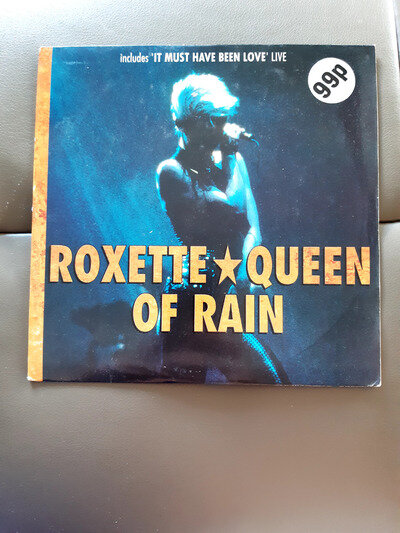 includes 'IT MUST HAVE BEEN LOVE' LIVE
99p
ROXETTE★QUEEN
OF RAIN